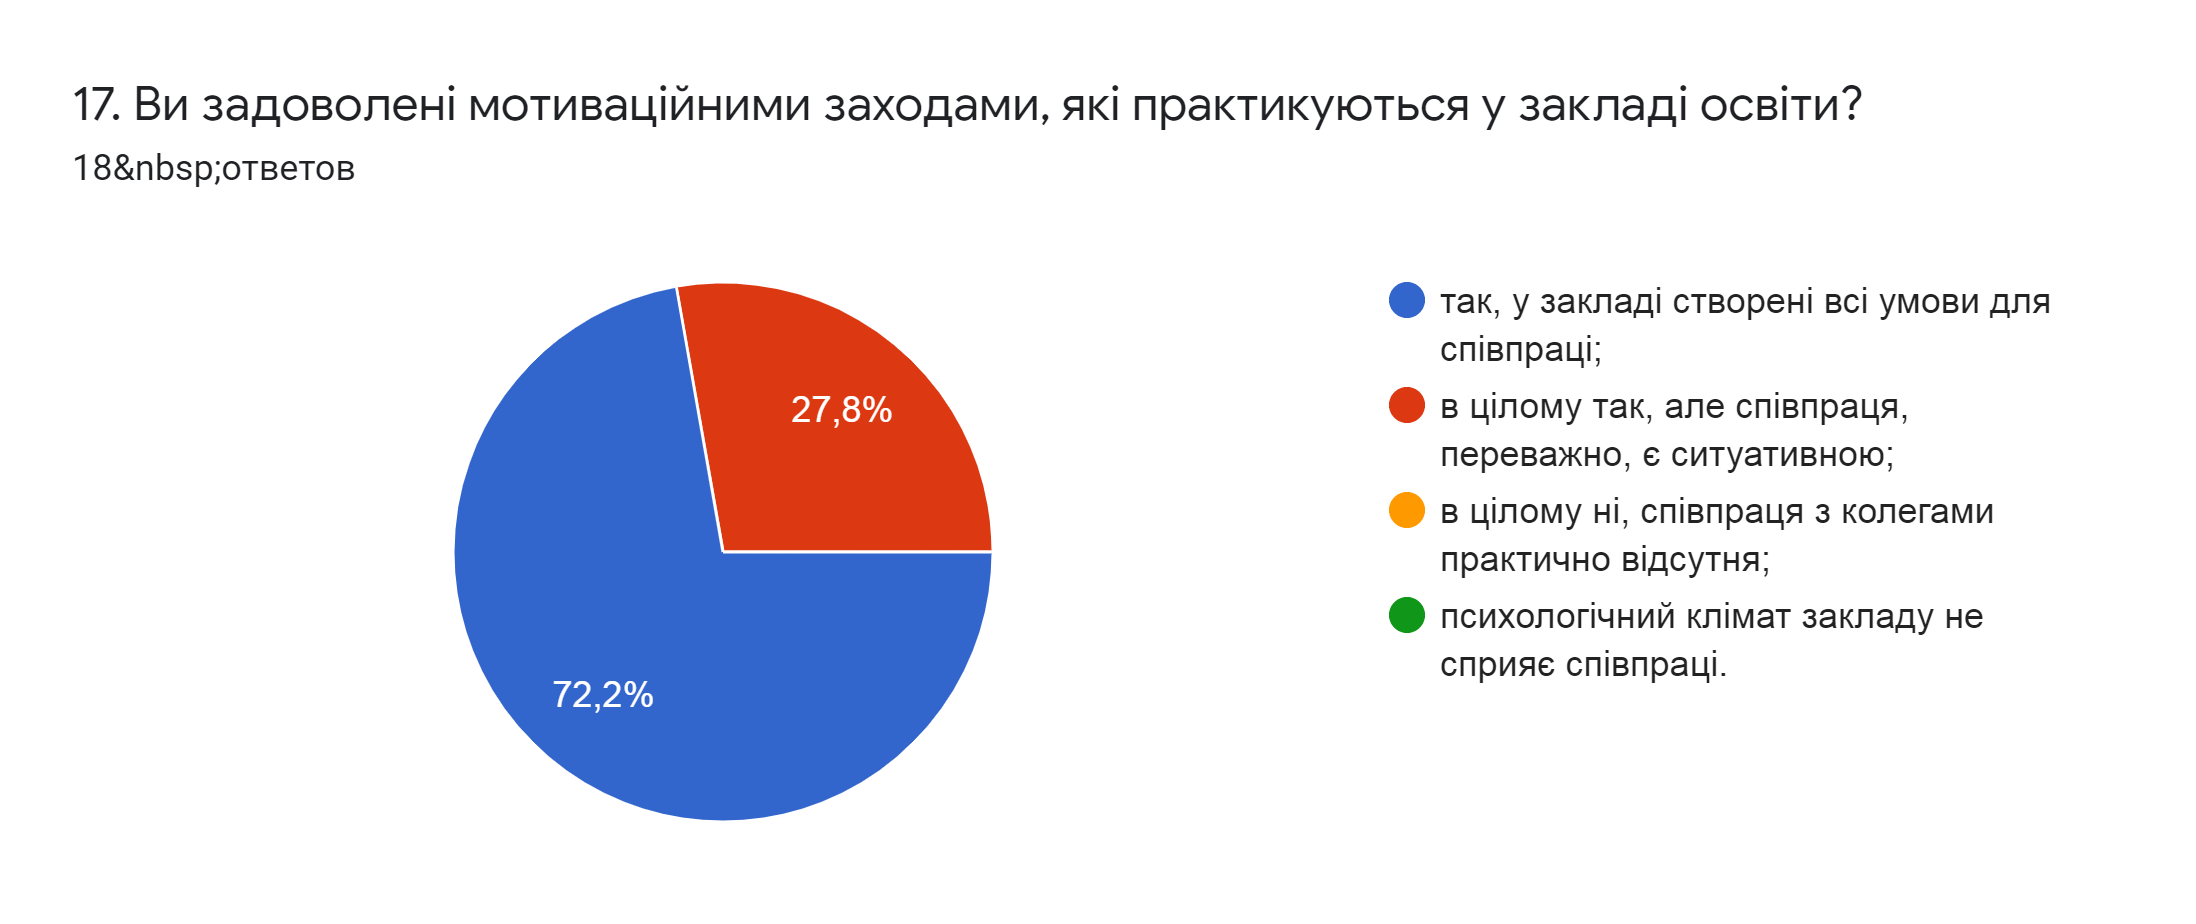 17. Ви задоволені мотиваційними заходами, які практикуються у закладі освіти?
18&nbsp;ответов
27,8%
72,2%
так, у закладі створені всі умови для
співпраці;
в цілому так, але співпраця,
переважно, є ситуативною;
в цілому ні, співпраця з колегами
практично відсутня;
психологічний клімат закладу не
сприяє співпраці.